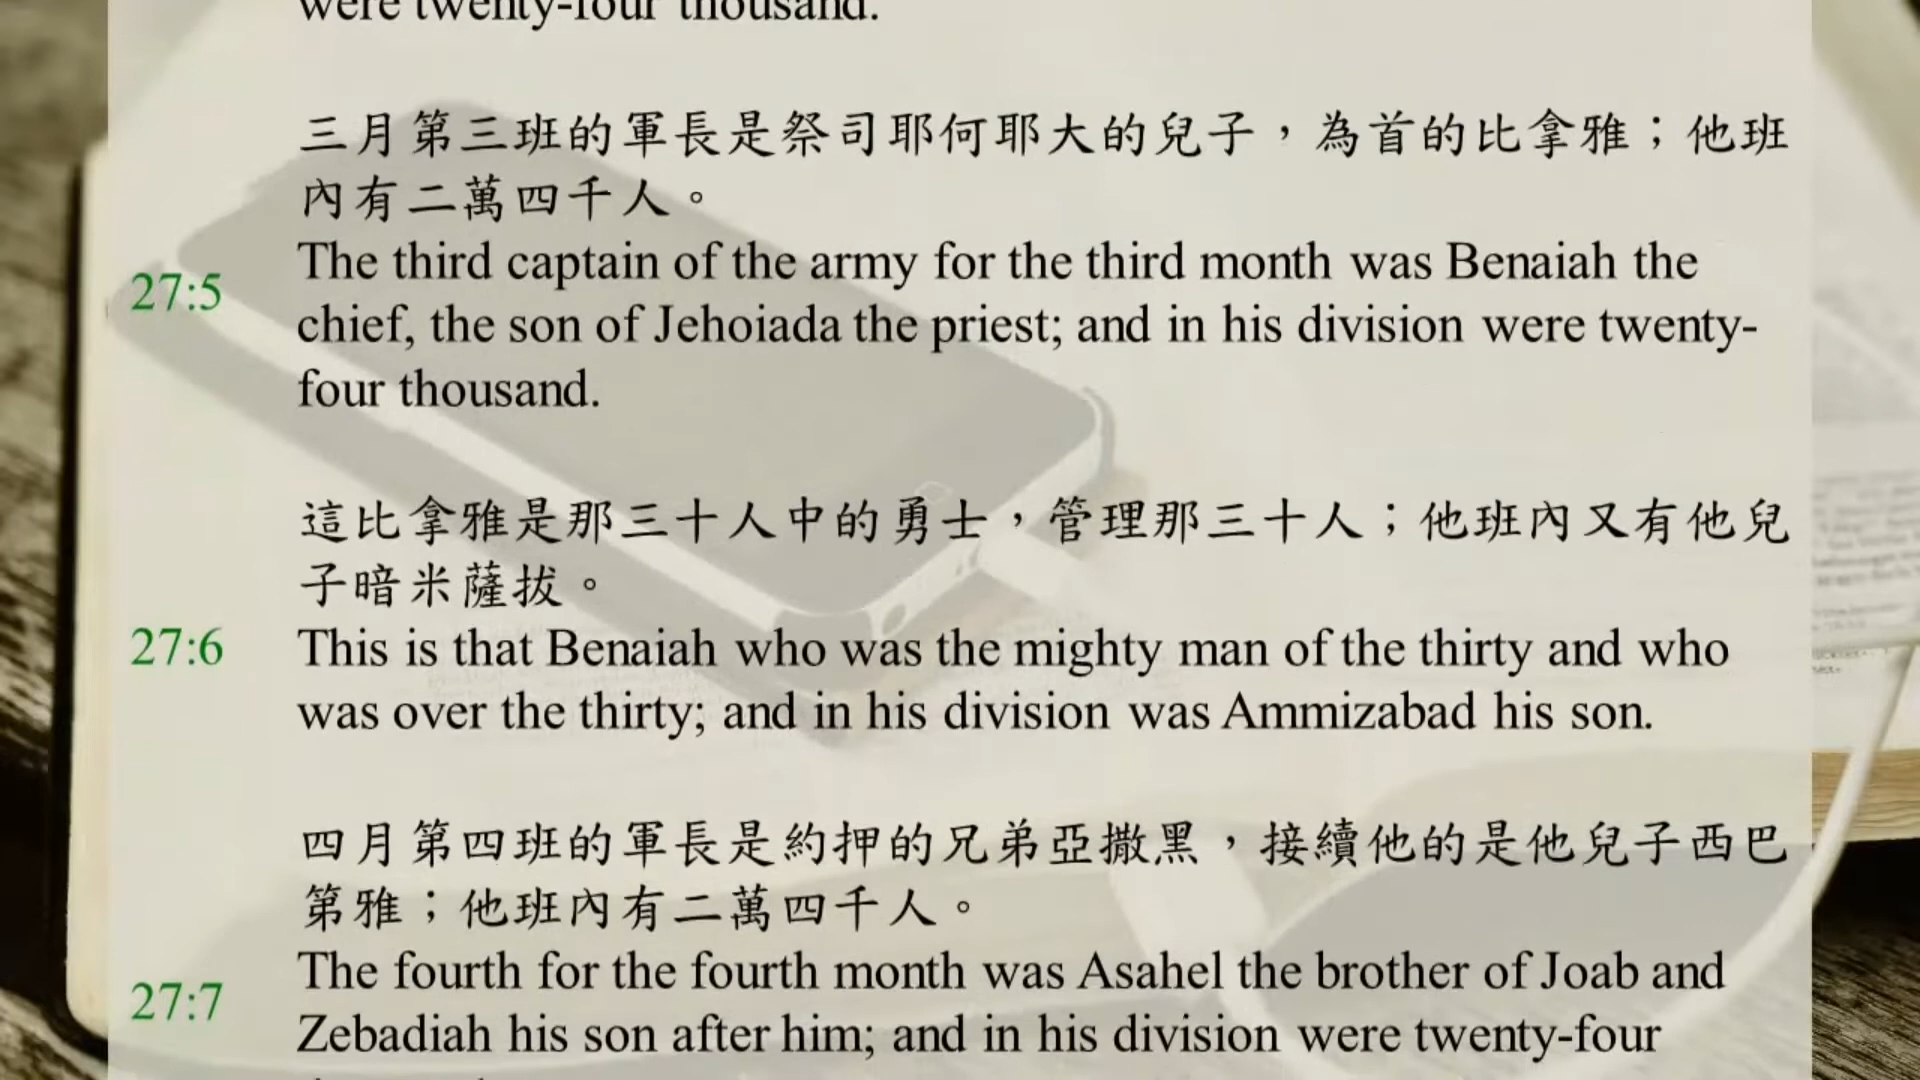 were twenty-four thousand.
三月第三班的軍長是祭司耶何耶大的兒子，為首的比拿雅；他班
內有二萬四千人。
27:5
The third captain of the army for the third month was Benaiah the
chief, the son of Jehoiada the priest; and in his division were twenty-
four thousand.
這比拿雅是那三十人中的勇士，管理那三十人；他班內又有他兒
子暗米薩拔。
27:6
This is that Benaiah who was the mighty man of the thirty and who
was over the thirty; and in his division was Ammizabad his son.
四月第四班的軍長是約押的兄弟亞撒黑，接續他的是他兒子西巴
第雅；他班內有二萬四千人。
27:7
The fourth for the fourth month was Asahel the brother of Joab and
Zebadiah his son after him; and in his division were twenty-four